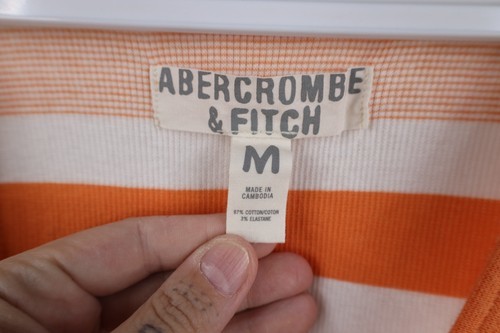 ABERCROMBE
& FITCH
M
MADE IN
CAMBODIA
97% COTTON/COTON
3% ELASTANE